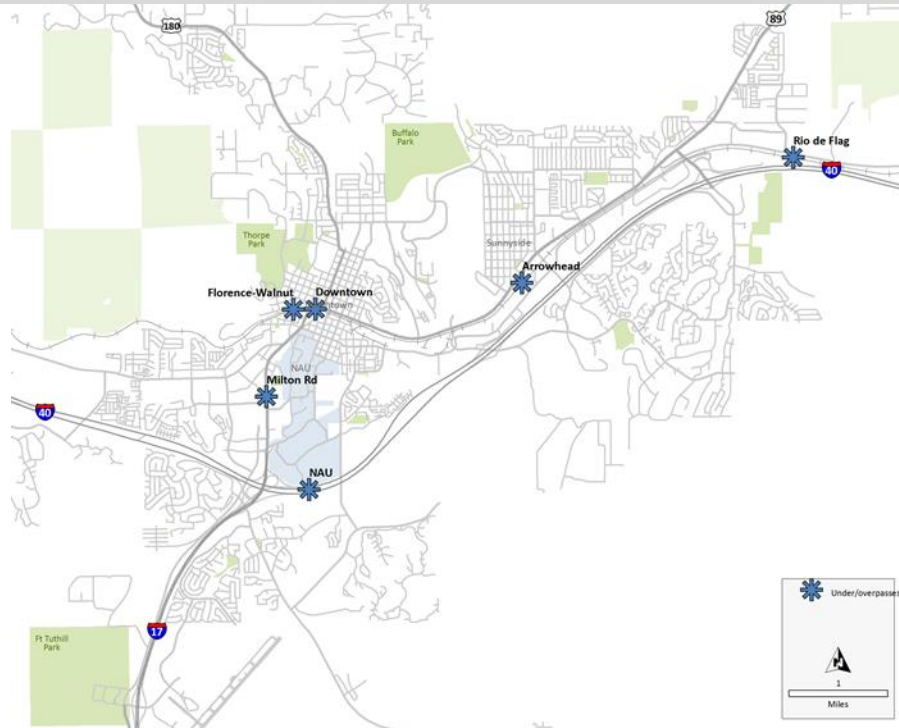 180
89
Buffalo
Park
Rio de Flag
40
Thorpe
Park
Sunnyside
Arrowhead
Florence-Walnut
Downtown
ntown
NAU
Milton Rd
40
NAU
17
Ft Tuthill
Park
Under/overpasses
1
Miles